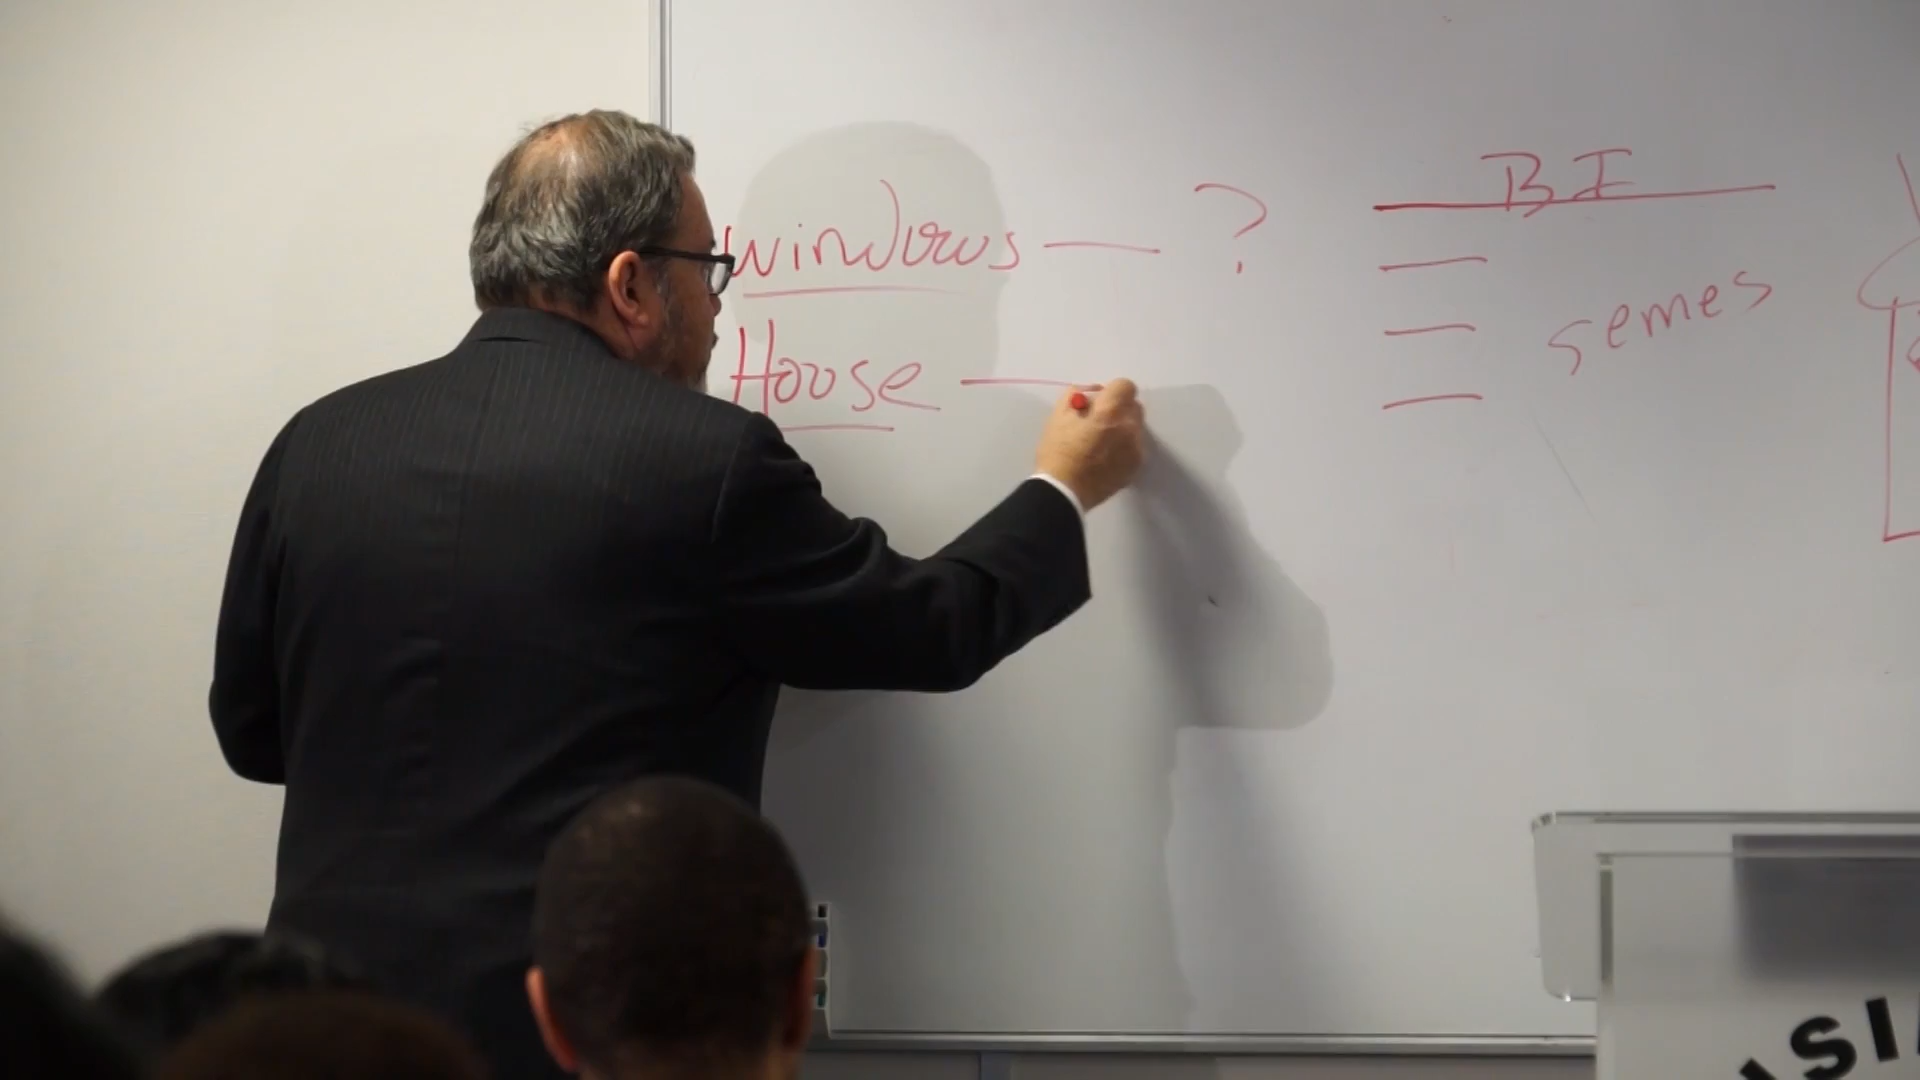 windows — ?
House —
BI
semes
ASI